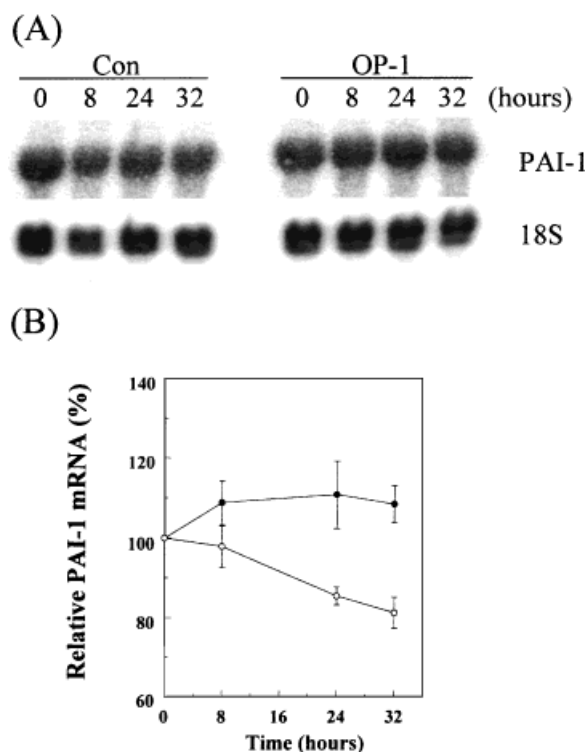 (A)
Con OP-1
0 8 24 32 0 8 24 32 (hours)
PAI-1
18S
(B)
Relative PAI-1 mRNA (%)
140
120
100
80
60
0 8 16 24 32
Time (hours)